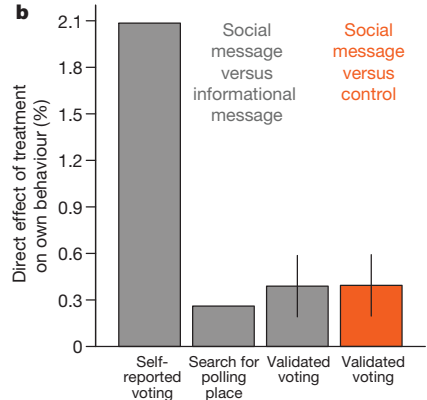 b
Direct effect of treatment
on own behaviour (%)
2.1
1.8
1.5
1.2
0.9
0.6
0.3
0
Social
message
versus
informational
message
Social
message
versus
control
Self-
reported
voting
Search for
polling
place
Validated
voting
Validated
voting